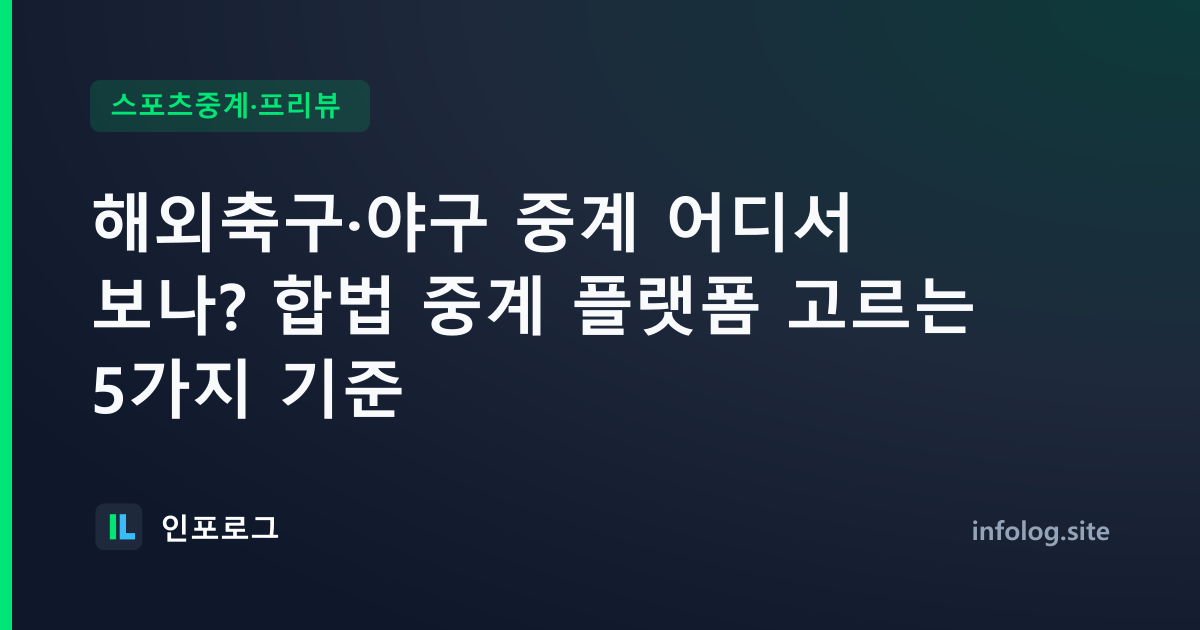 스포츠중계·프리뷰
해외축구·야구 중계 어디서
보나? 합법 중계 플랫폼 고르는
5가지 기준
IL 인포로그
infolog.site